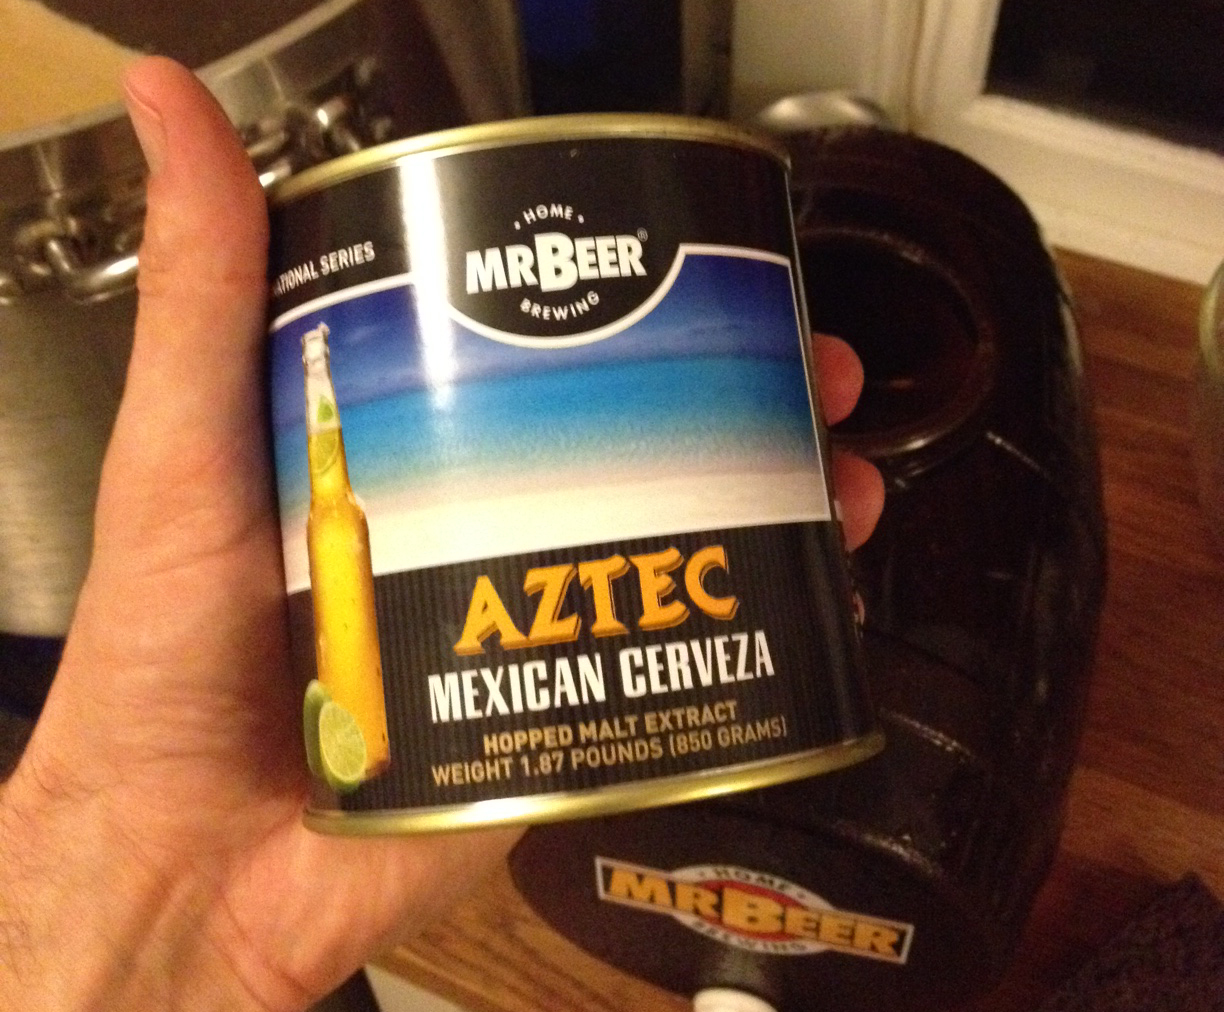 HOME
MRBEER®
BREWING
ATIONAL SERIES
AZTEC
MEXICAN CERVEZA
HOPPED MALT EXTRACT
WEIGHT 1.87 POUNDS (850 GRAMS)
HOME
MRBEER
BREWING